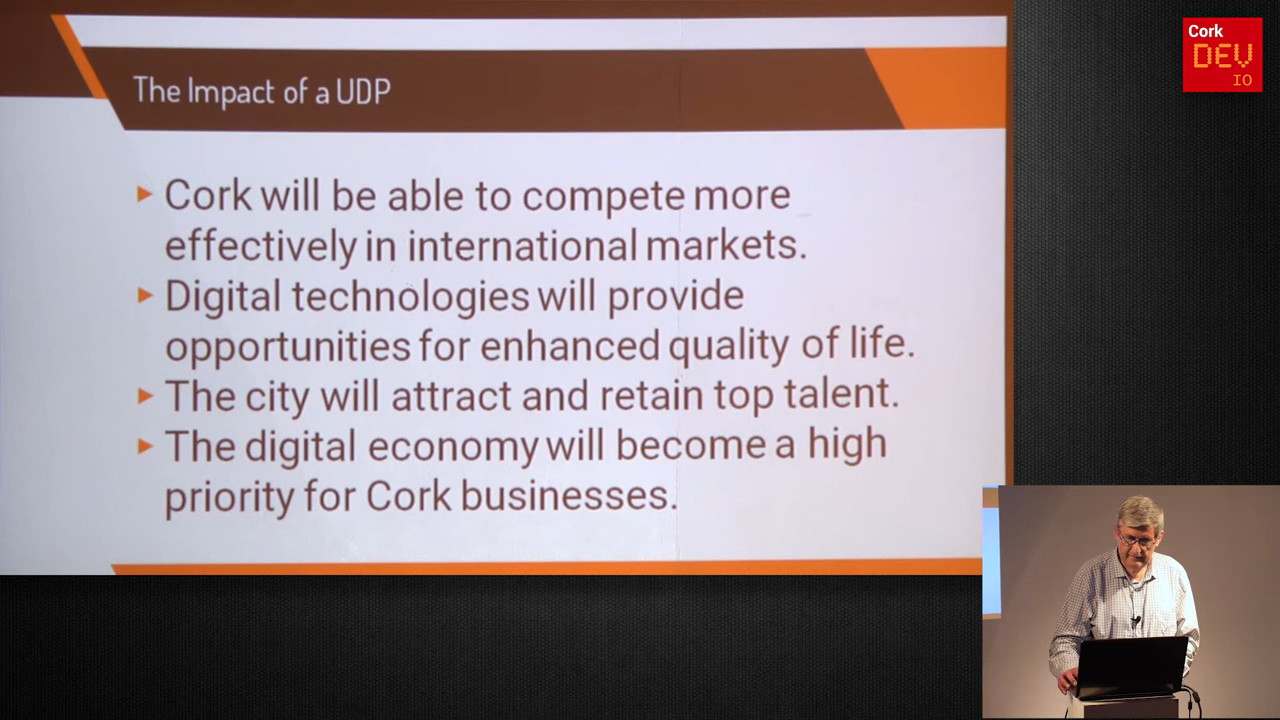 The Impact of a UDP
Cork will be able to compete more
effectively in international markets.
Digital technologies will provide
opportunities for enhanced quality of life.
The city will attract and retain top talent.
The digital economy will become a high
priority for Cork businesses.
Cork
DEV
IO